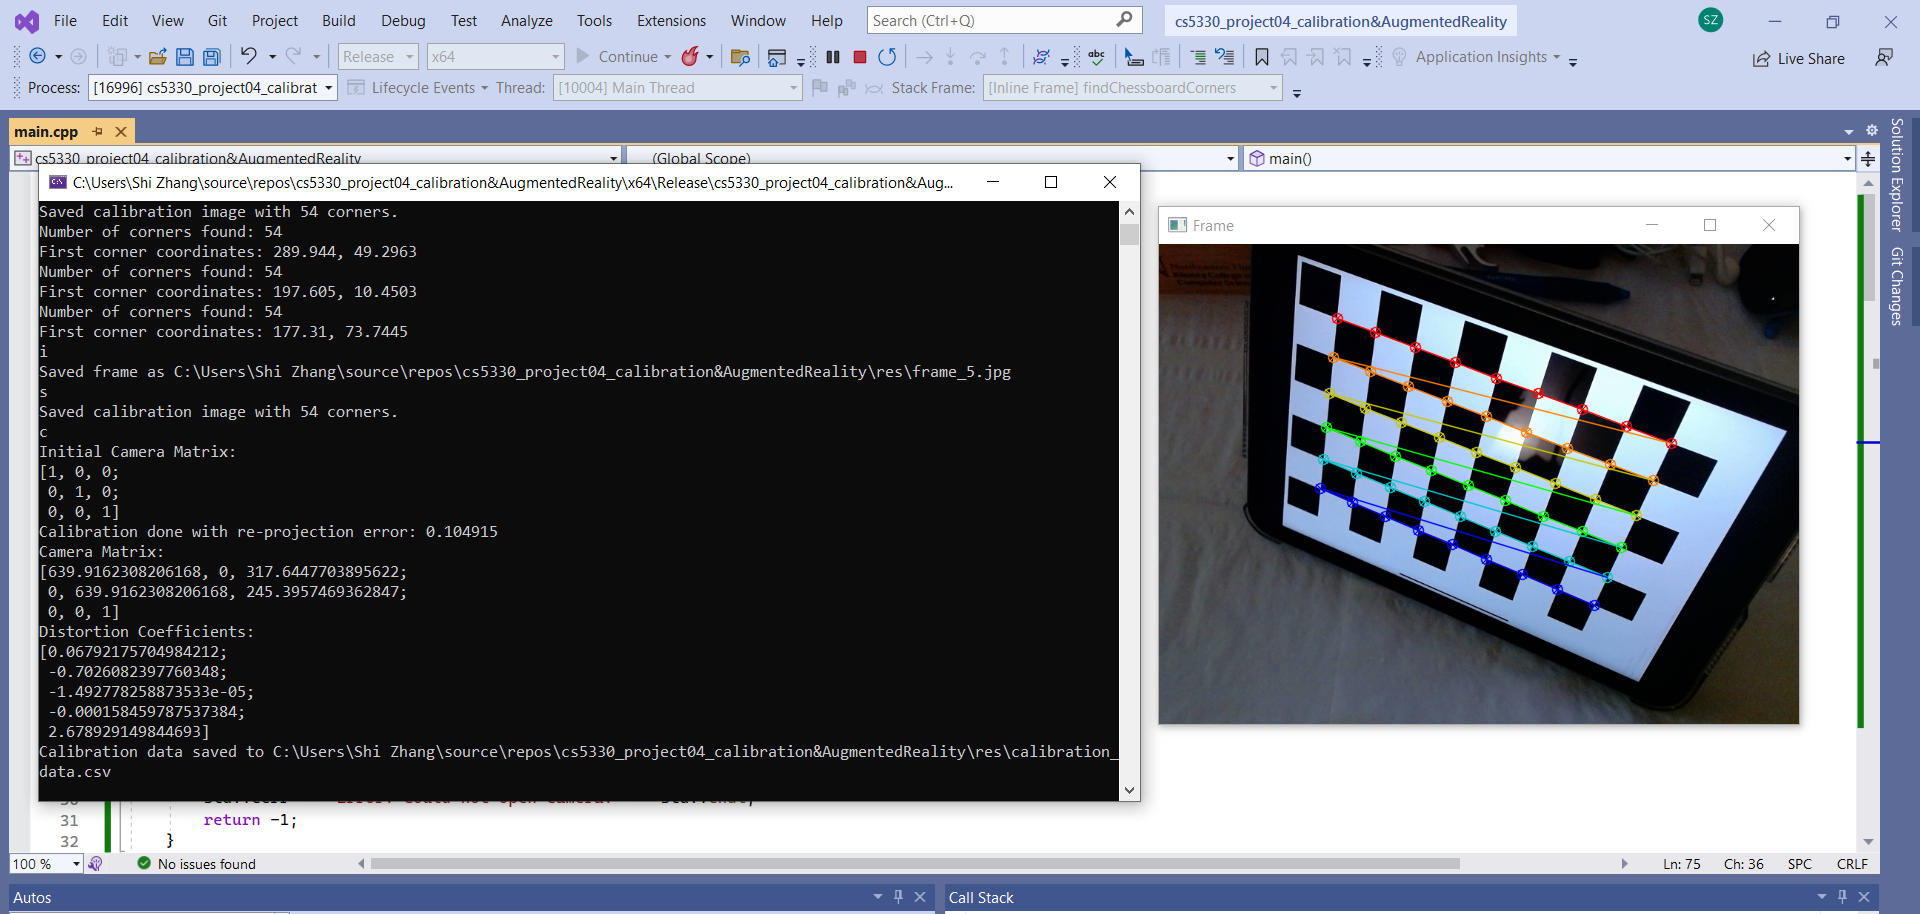 File Edit View Git Project Build Debug Test Analyze Tools Extensions Window Help Search (Ctrl+Q) cs5330_project04_calibration&AugmentedReality SZ
Release x64 Continue abc Application Insights Live Share
Process: [16996] cs5330_project04_calibrat Lifecycle Events Thread: [10004] Main Thread Stack Frame: [Inline Frame] findChessboardCorners
main.cpp
cs5330_project04_calibration&AugmentedReality (Global Scope) main()
C:\Users\Shi Zhang\source\repos\cs5330_project04_calibration&AugmentedReality\x64\Release\cs5330_project04_calibration&Aug...
Saved calibration image with 54 corners.
Number of corners found: 54
First corner coordinates: 289.944, 49.2963
Number of corners found: 54
First corner coordinates: 197.605, 10.4503
Number of corners found: 54
First corner coordinates: 177.31, 73.7445
i
Saved frame as C:\Users\Shi Zhang\source\repos\cs5330_project04_calibration&AugmentedReality\res\frame_5.jpg
s
Saved calibration image with 54 corners.
c
Initial Camera Matrix:
[1, 0, 0;
0, 1, 0;
0, 0, 1]
Calibration done with re-projection error: 0.104915
Camera Matrix:
[639.9162308206168, 0, 317.6447703895622;
0, 639.9162308206168, 245.3957469362847;
0, 0, 1]
Distortion Coefficients:
[0.06792175704984212;
-0.7026082397760348;
-1.492778258873533e-05;
-0.000158459787537384;
2.678929149844693]
Calibration data saved to C:\Users\Shi Zhang\source\repos\cs5330_project04_calibration&AugmentedReality\res\calibration_
data.csv
Frame
Solution Explorer
Git Changes
31 return -1;
32 }
100 % No issues found Ln: 75 Ch: 36 SPC CRLF
Autos
Call Stack